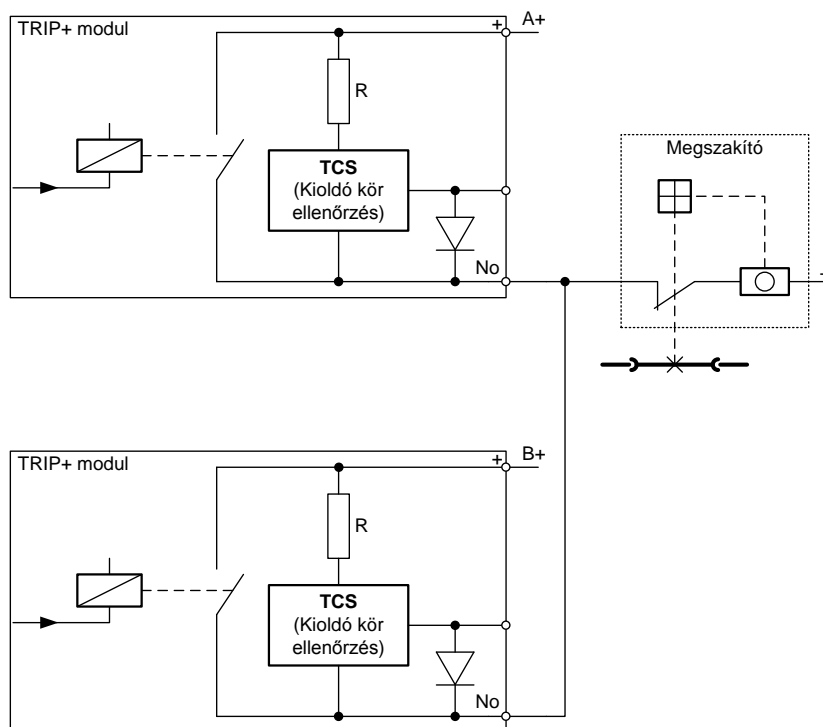 TRIP+ modul
+
A+
R
TCS
(Kioldó kör
ellenőrzés)
No
Megszakító
-
TRIP+ modul
+
B+
R
TCS
(Kioldó kör
ellenőrzés)
No